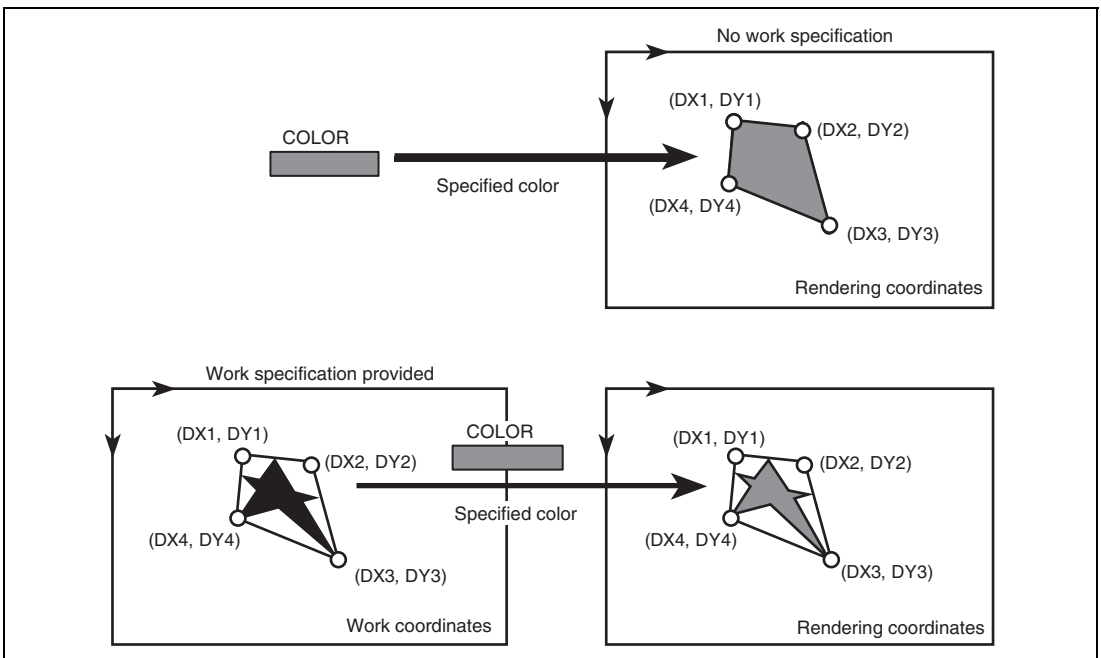 No work specification
(DX1, DY1)
(DX2, DY2)
COLOR
Specified color
(DX4, DY4)
(DX3, DY3)
Rendering coordinates
Work specification provided
(DX1, DY1)
(DX2, DY2)
(DX4, DY4)
(DX3, DY3)
Work coordinates
COLOR
Specified color
(DX1, DY1)
(DX2, DY2)
(DX4, DY4)
(DX3, DY3)
Rendering coordinates